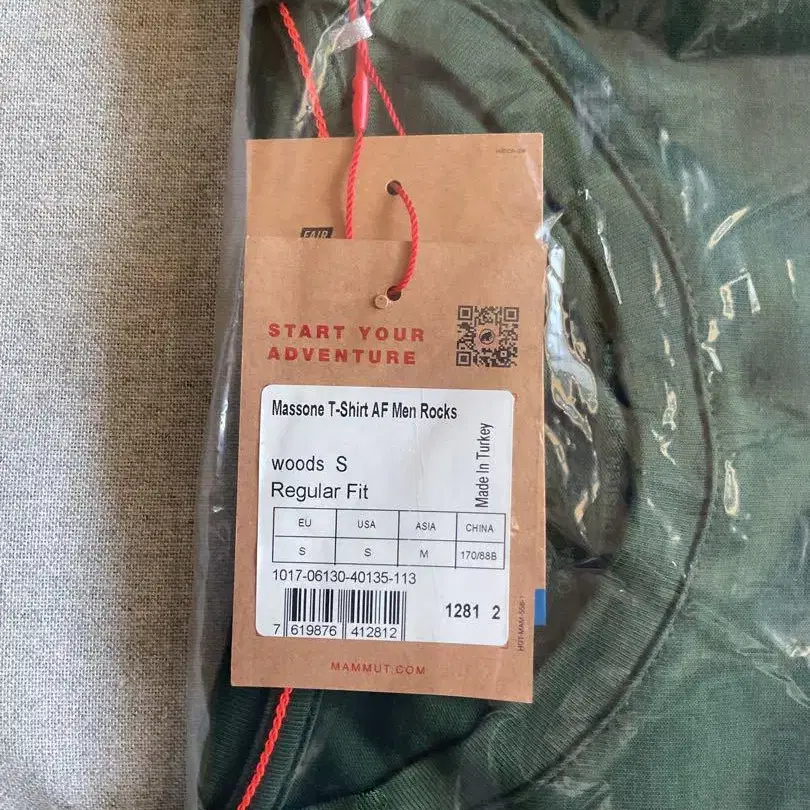 FAIR
START YOUR
ADVENTURE
Massone T-Shirt AF Men Rocks
woods S
Regular Fit
Made In Turkey
EU USA ASIA CHINA
S S M 170/88B
1017-06130-40135-113
7 619876 412812
1281 2
MAMMUT.COM